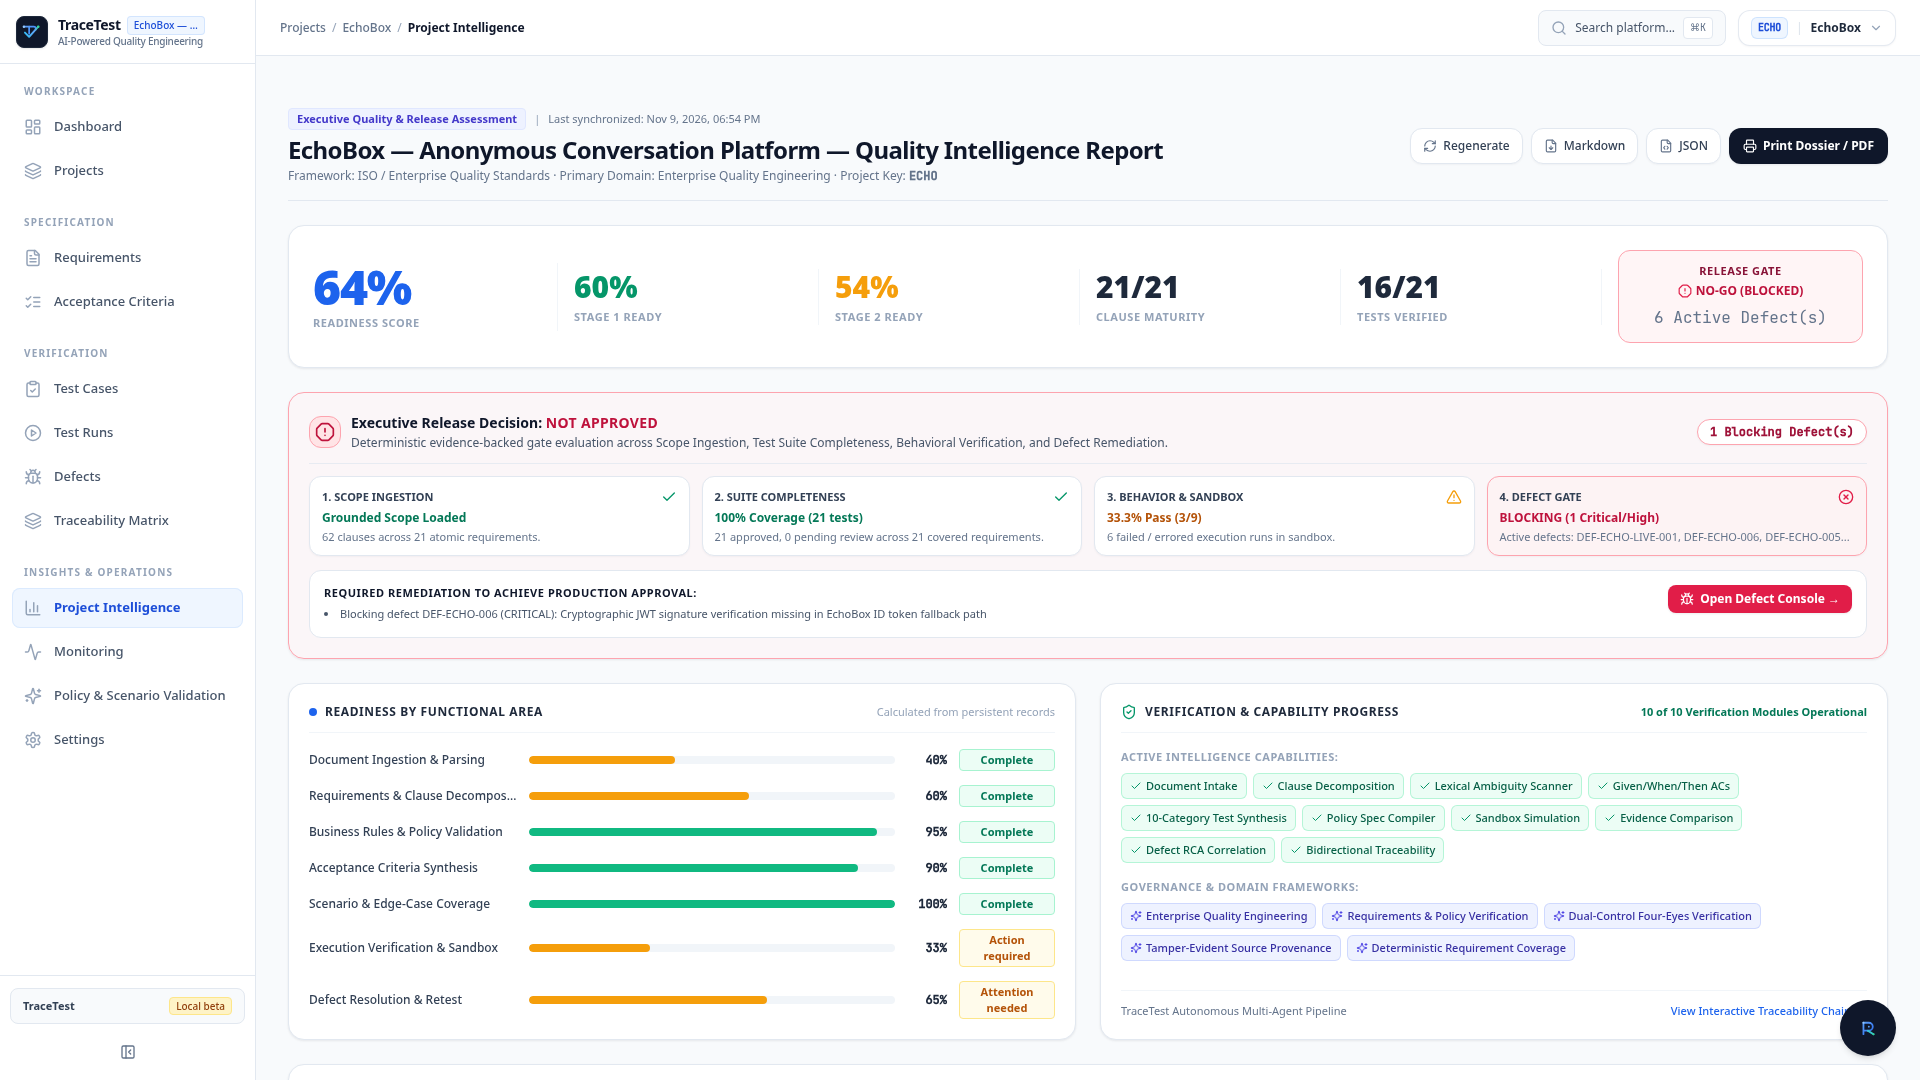 TraceTest
EchoBox — ...
AI-Powered Quality Engineering
Projects / EchoBox / Project Intelligence
Search platform...
⌘K
ECHO
EchoBox
WORKSPACE
Dashboard
Projects
SPECIFICATION
Requirements
Acceptance Criteria
VERIFICATION
Test Cases
Test Runs
Defects
Traceability Matrix
INSIGHTS & OPERATIONS
Project Intelligence
Monitoring
Policy & Scenario Validation
Settings
TraceTest
Local beta
Executive Quality & Release Assessment | Last synchronized: Nov 9, 2026, 06:54 PM
EchoBox — Anonymous Conversation Platform — Quality Intelligence Report
Framework: ISO / Enterprise Quality Standards · Primary Domain: Enterprise Quality Engineering · Project Key: ECHO
Regenerate
Markdown
JSON
Print Dossier / PDF
64%
READINESS SCORE
60%
STAGE 1 READY
54%
STAGE 2 READY
21/21
CLAUSE MATURITY
16/21
TESTS VERIFIED
RELEASE GATE
NO-GO (BLOCKED)
6 Active Defect(s)
Executive Release Decision: NOT APPROVED
Deterministic evidence-backed gate evaluation across Scope Ingestion, Test Suite Completeness, Behavioral Verification, and Defect Remediation.
1 Blocking Defect(s)
1. SCOPE INGESTION
Grounded Scope Loaded
62 clauses across 21 atomic requirements.
2. SUITE COMPLETENESS
100% Coverage (21 tests)
21 approved, 0 pending review across 21 covered requirements.
3. BEHAVIOR & SANDBOX
33.3% Pass (3/9)
6 failed / errored execution runs in sandbox.
4. DEFECT GATE
BLOCKING (1 Critical/High)
Active defects: DEF-ECHO-LIVE-001, DEF-ECHO-006, DEF-ECHO-005...
REQUIRED REMEDIATION TO ACHIEVE PRODUCTION APPROVAL:
• Blocking defect DEF-ECHO-006 (CRITICAL): Cryptographic JWT signature verification missing in EchoBox ID token fallback path
Open Defect Console →
READINESS BY FUNCTIONAL AREA
Calculated from persistent records
Document Ingestion & Parsing 40% Complete
Requirements & Clause Decompos... 60% Complete
Business Rules & Policy Validation 95% Complete
Acceptance Criteria Synthesis 90% Complete
Scenario & Edge-Case Coverage 100% Complete
Execution Verification & Sandbox 33% Action required
Defect Resolution & Retest 65% Attention needed
VERIFICATION & CAPABILITY PROGRESS
10 of 10 Verification Modules Operational
ACTIVE INTELLIGENCE CAPABILITIES:
Document Intake
Clause Decomposition
Lexical Ambiguity Scanner
Given/When/Then ACs
10-Category Test Synthesis
Policy Spec Compiler
Sandbox Simulation
Evidence Comparison
Defect RCA Correlation
Bidirectional Traceability
GOVERNANCE & DOMAIN FRAMEWORKS:
Enterprise Quality Engineering
Requirements & Policy Verification
Dual-Control Four-Eyes Verification
Tamper-Evident Source Provenance
Deterministic Requirement Coverage
TraceTest Autonomous Multi-Agent Pipeline
View Interactive Traceability Chain